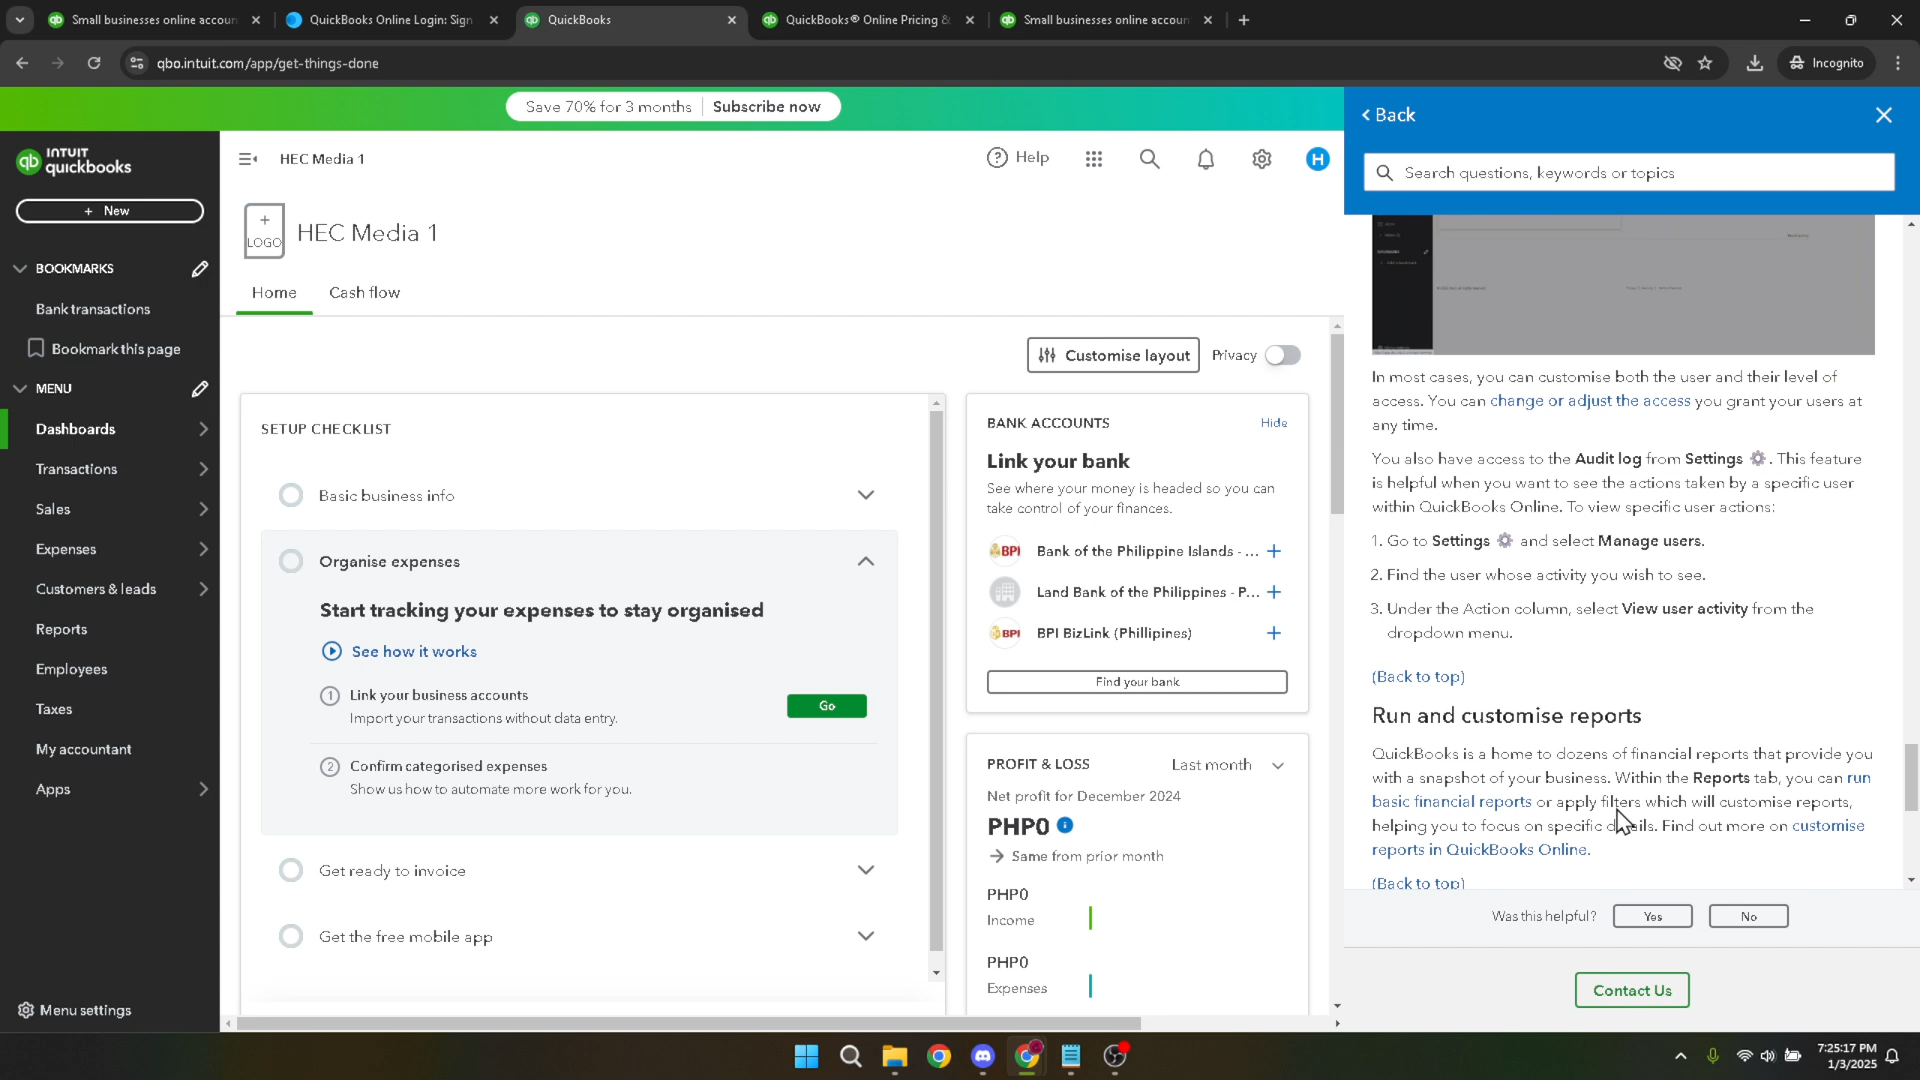 Small businesses online accoun
QuickBooks Online Login: Sign
QuickBooks
QuickBooks® Online Pricing &
Small businesses online accoun
qbo.intuit.com/app/get-things-done
Incognito
Save 70% for 3 months
Subscribe now
INTUIT
quickbooks
+ New
BOOKMARKS
Bank transactions
Bookmark this page
MENU
Dashboards
Transactions
Sales
Expenses
Customers & leads
Reports
Employees
Taxes
My accountant
Apps
Menu settings
HEC Media 1
Help
H
+
LOGO
HEC Media 1
Home
Cash flow
Customise layout
Privacy
SETUP CHECKLIST
Basic business info
Organise expenses
Start tracking your expenses to stay organised
See how it works
1 Link your business accounts
Import your transactions without data entry.
Go
2 Confirm categorised expenses
Show us how to automate more work for you.
Get ready to invoice
Get the free mobile app
BANK ACCOUNTS
Hide
Link your bank
See where your money is headed so you can
take control of your finances.
BPI Bank of the Philippine Islands - ...
Land Bank of the Philippines - P...
BPI BPI BizLink (Phillipines)
Find your bank
PROFIT & LOSS
Last month
Net profit for December 2024
PHP0
Same from prior month
PHP0
Income
PHP0
Expenses
Back
Search questions, keywords or topics
In most cases, you can customise both the user and their level of
access. You can change or adjust the access you grant your users at
any time.
You also have access to the Audit log from Settings . This feature
is helpful when you want to see the actions taken by a specific user
within QuickBooks Online. To view specific user actions:
1. Go to Settings and select Manage users.
2. Find the user whose activity you wish to see.
3. Under the Action column, select View user activity from the
dropdown menu.
(Back to top)
Run and customise reports
QuickBooks is a home to dozens of financial reports that provide you
with a snapshot of your business. Within the Reports tab, you can run
basic financial reports or apply filters which will customise reports,
helping you to focus on specific details. Find out more on customise
reports in QuickBooks Online.
(Back to top)
Was this helpful?
Yes
No
Contact Us
7:25:17 PM
1/3/2025